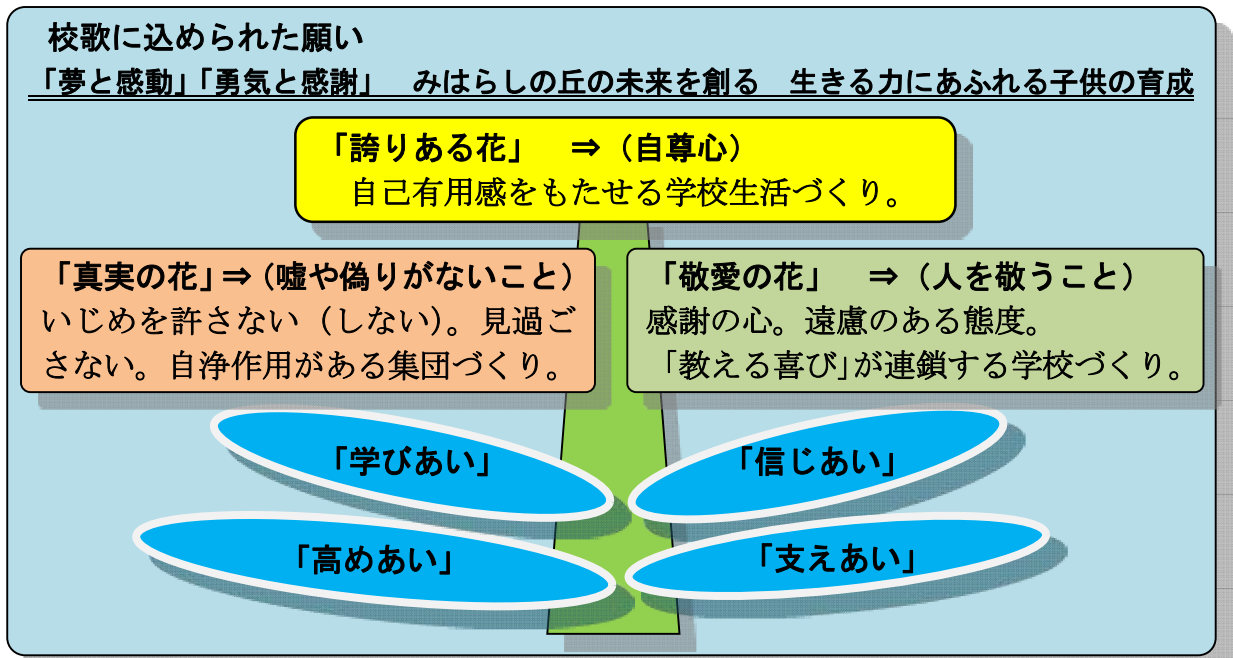 校歌に込められた願い
「夢と感動」「勇気と感謝」　みはらしの丘の未来を創る　生きる力にあふれる子供の育成
「誇りある花」　⇒（自尊心）
自己有用感をもたせる学校生活づくり。
「真実の花」⇒（嘘や偽りがないこと）
いじめを許さない（しない）。見過ご
さない。自浄作用がある集団づくり。
「敬愛の花」　⇒（人を敬うこと）
感謝の心。遠慮のある態度。
「教える喜び」が連鎖する学校づくり。
「学びあい」
「信じあい」
「高めあい」
「支えあい」